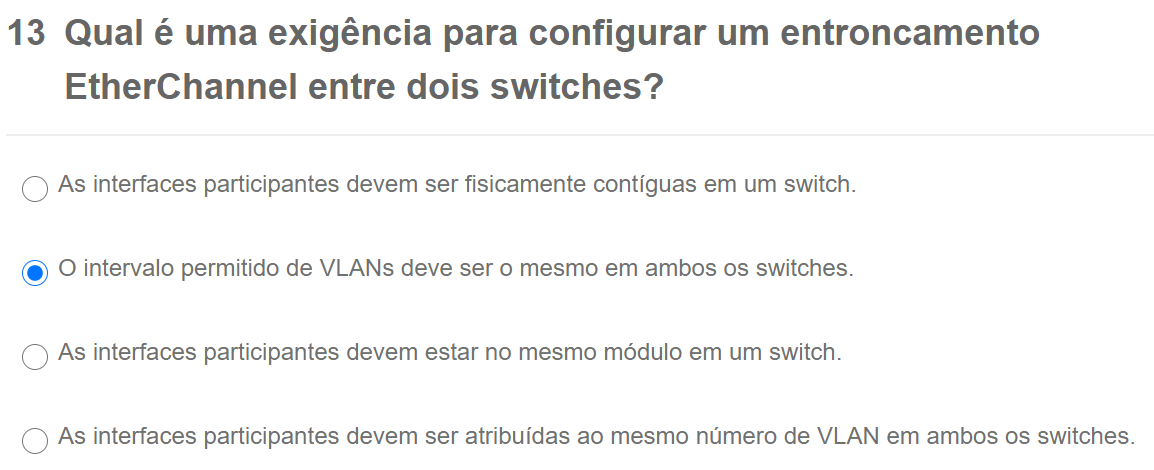 13 Qual é uma exigência para configurar um entroncamento
EtherChannel entre dois switches?
As interfaces participantes devem ser fisicamente contíguas em um switch.
O intervalo permitido de VLANs deve ser o mesmo em ambos os switches.
As interfaces participantes devem estar no mesmo módulo em um switch.
As interfaces participantes devem ser atribuídas ao mesmo número de VLAN em ambos os switches.